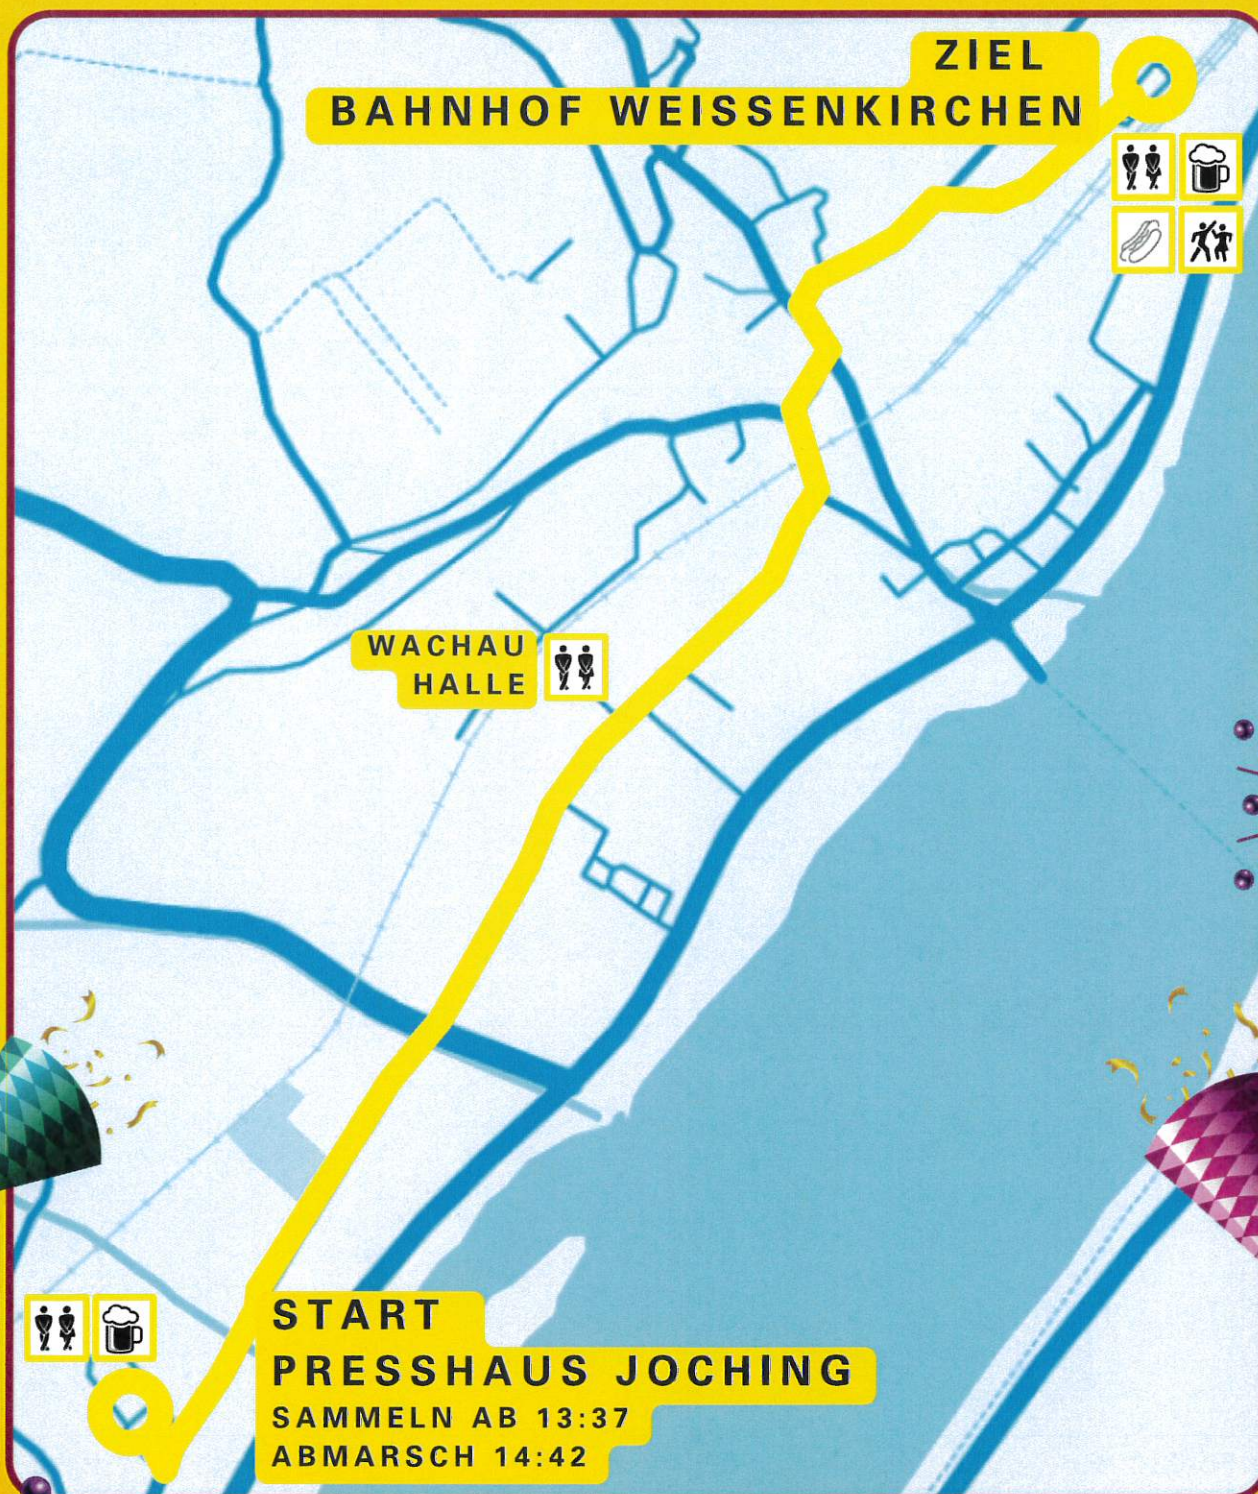 ZIEL
BAHNHOF WEISSENKIRCHEN
WACHAU
HALLE
START
PRESSHAUS JOCHING
SAMMELN AB 13:37
ABMARSCH 14:42